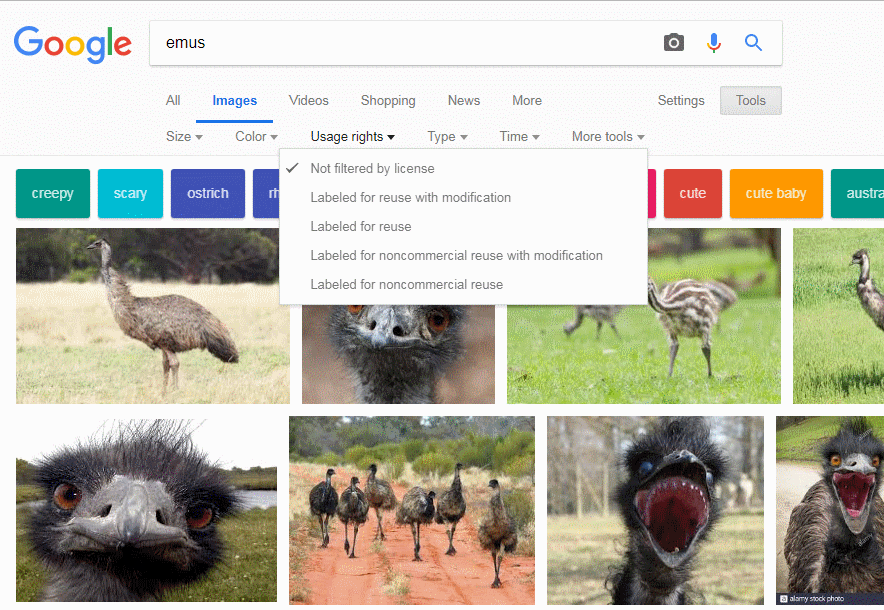 Google
emus
All Images Videos Shopping News More Settings Tools
Size Color Usage rights Type Time More tools
Not filtered by license
Labeled for reuse with modification
Labeled for reuse
Labeled for noncommercial reuse with modification
Labeled for noncommercial reuse
creepy scary ostrich rh cute cute baby austra
a alamy stock photo